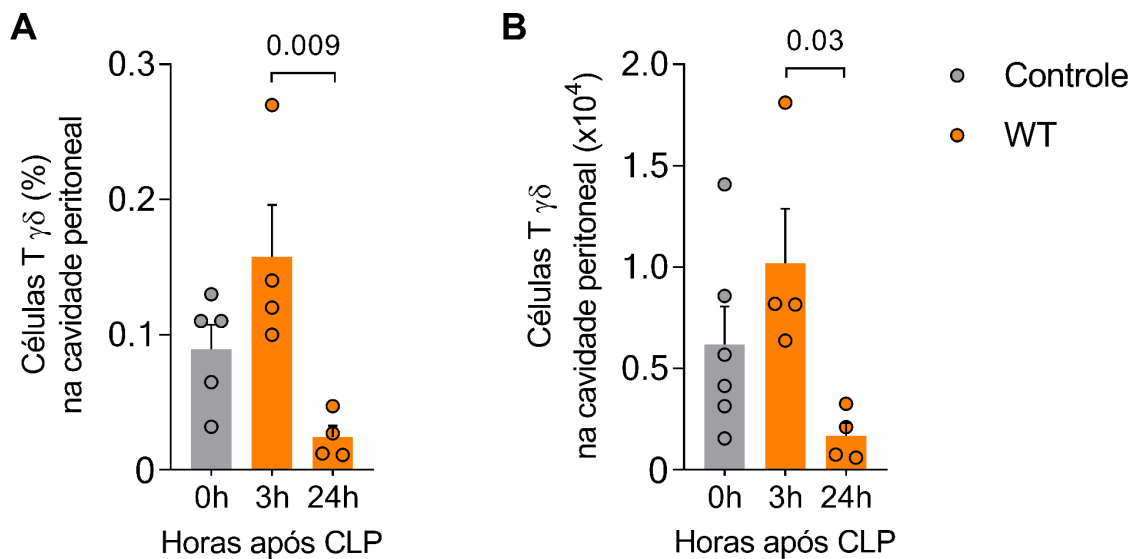 A
0.009
0.3
0.2
0.1
0
Células T γδ (%)
na cavidade peritoneal
0h 3h 24h
Horas após CLP
B
0.03
2.0
1.5
1.0
0.5
0
Células T γδ
na cavidade peritoneal (x10⁴)
0h 3h 24h
Horas após CLP
Controle
WT